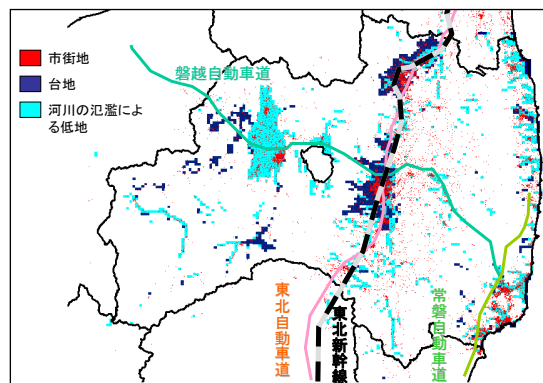 市街地
台地
河川の氾濫によ
る低地
磐越自動車道
東北自動車道
東北新幹線
常磐自動車道